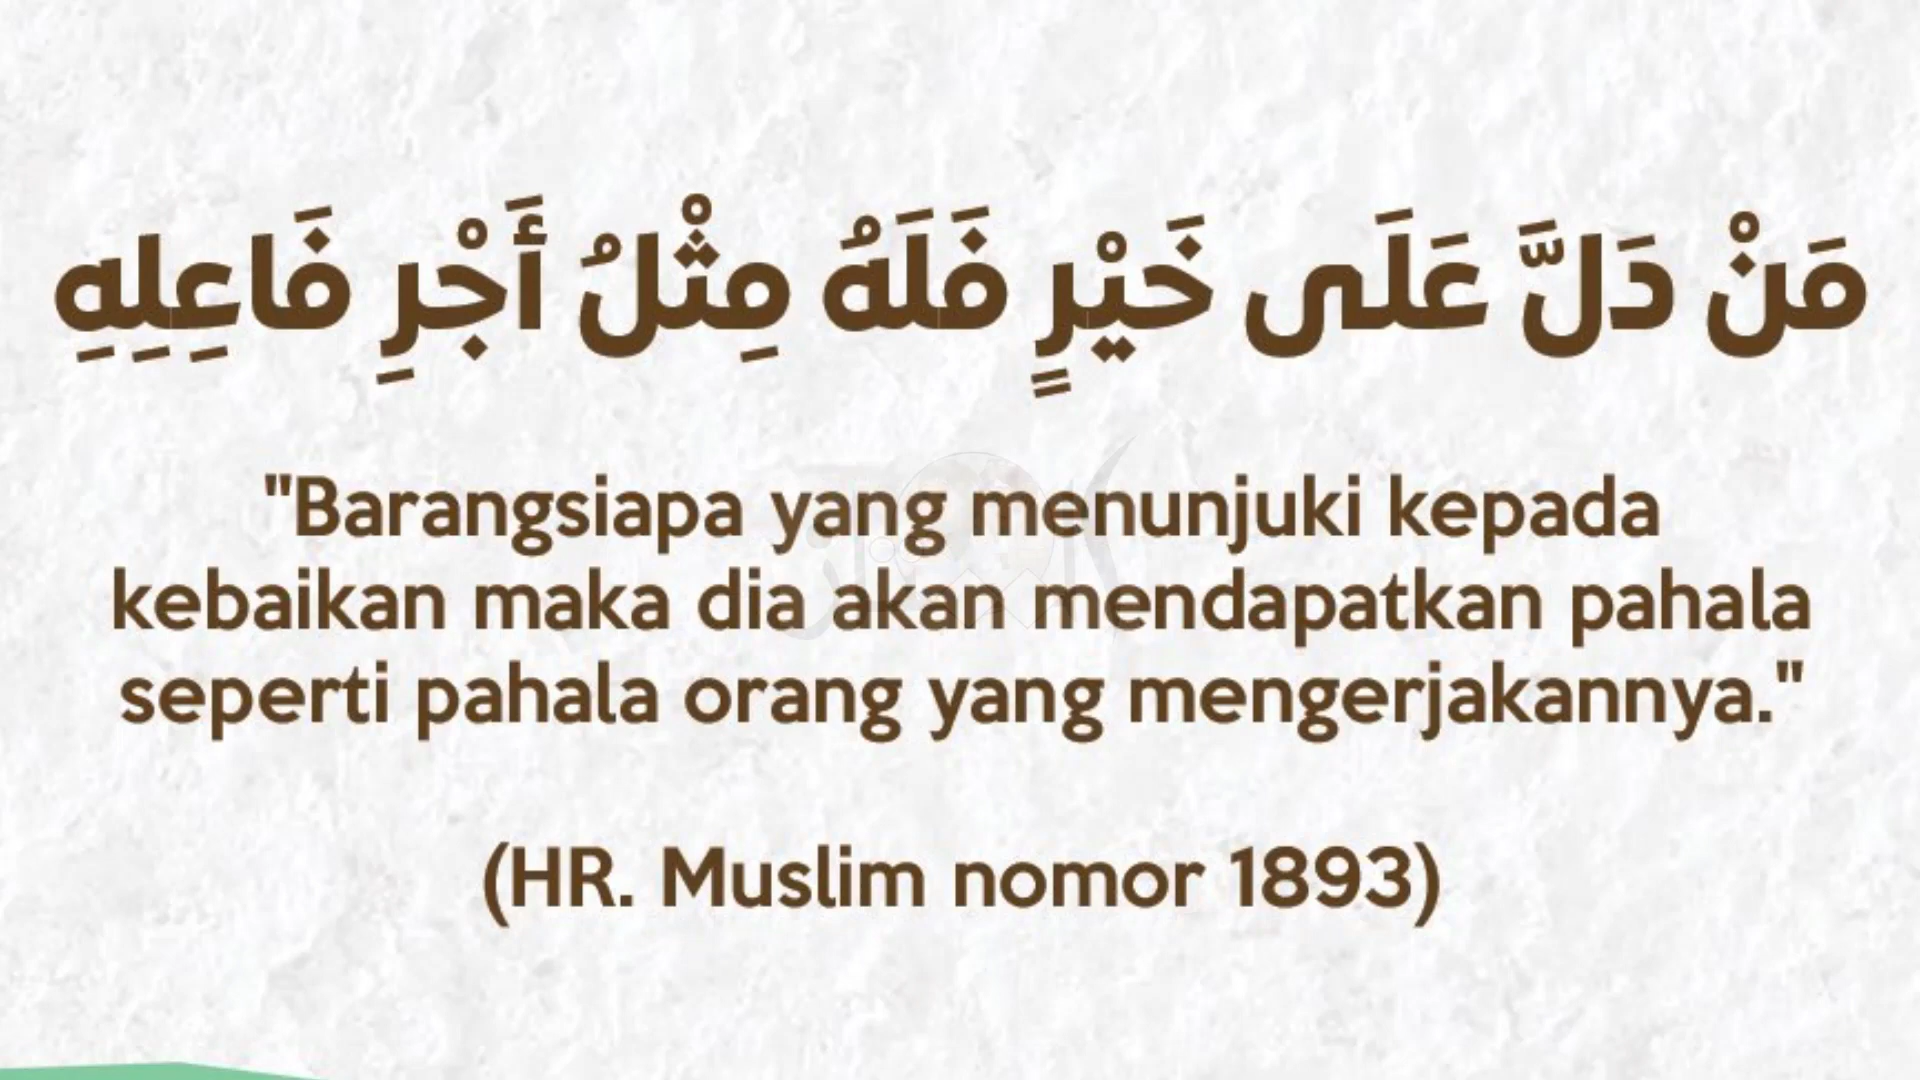 مَنْ دَلَّ عَلَى خَيْرٍ فَلَهُ مِثْلُ أَجْرِ فَاعِلِهِ
"Barangsiapa yang menunjuki kepada
kebaikan maka dia akan mendapatkan pahala
seperti pahala orang yang mengerjakannya."
(HR. Muslim nomor 1893)